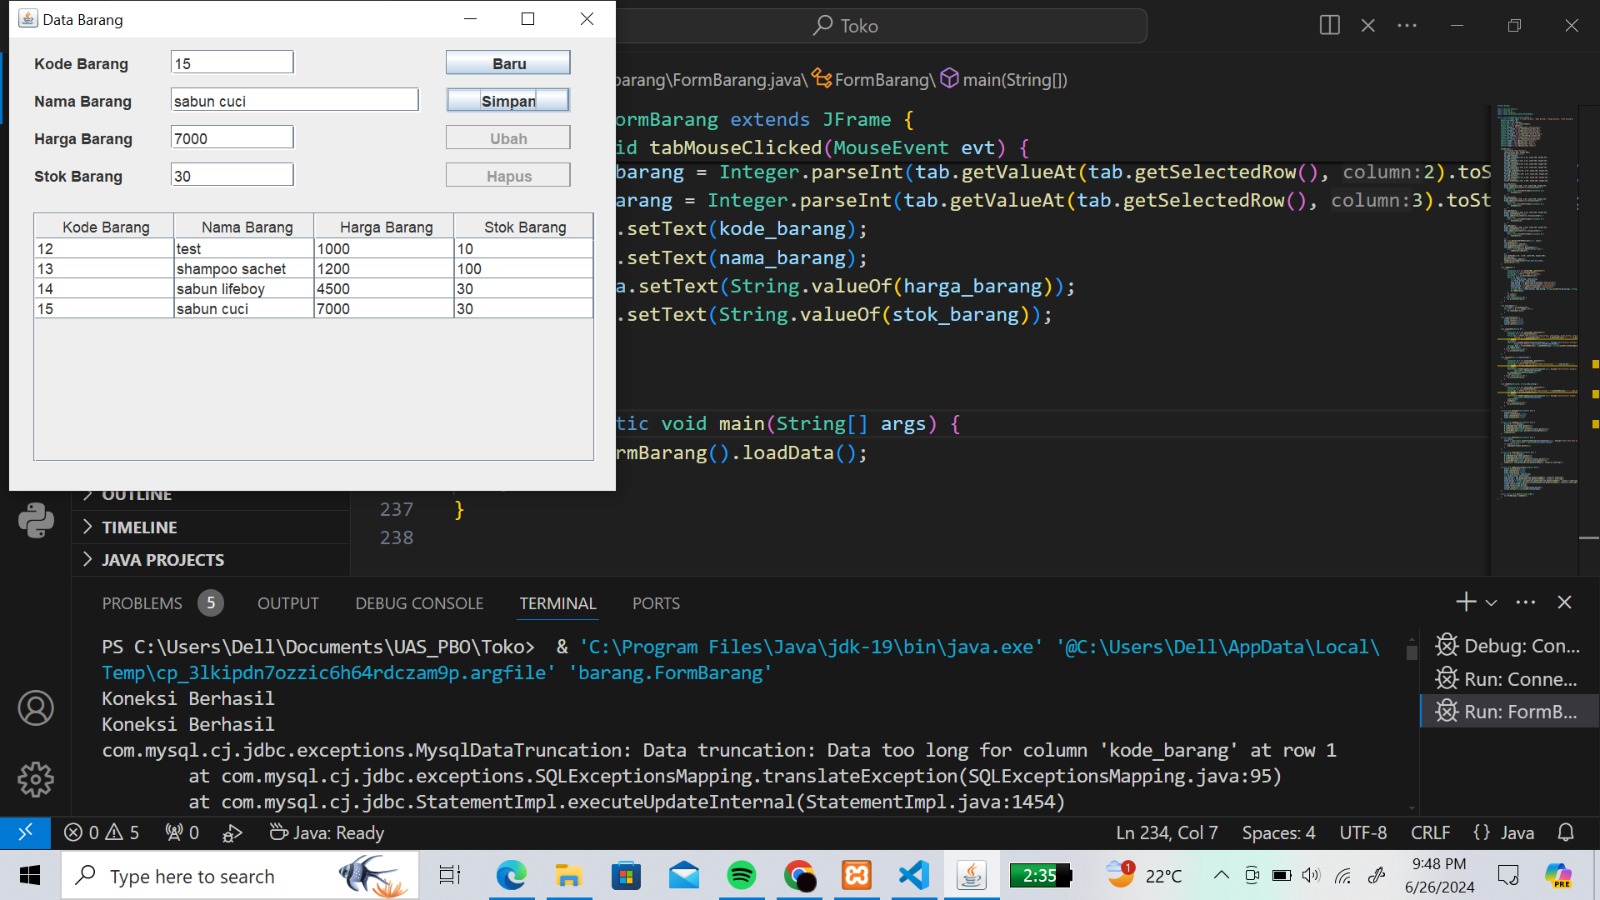 Data Barang
Kode Barang 15 Baru
Nama Barang sabun cuci Simpan
Harga Barang 7000 Ubah
Stok Barang 30 Hapus
Kode Barang Nama Barang Harga Barang Stok Barang
12 test 1000 10
13 shampoo sachet 1200 100
14 sabun lifeboy 4500 30
15 sabun cuci 7000 30
Toko
barang\FormBarang.java\ FormBarang\ main(String[])
ormBarang extends JFrame {
id tabMouseClicked(MouseEvent evt) {
barang = Integer.parseInt(tab.getValueAt(tab.getSelectedRow(), column:2).toS
arang = Integer.parseInt(tab.getValueAt(tab.getSelectedRow(), column:3).toSt
.setText(kode_barang);
.setText(nama_barang);
a.setText(String.valueOf(harga_barang));
.setText(String.valueOf(stok_barang));
tic void main(String[] args) {
rmBarang().loadData();
237 }
238
OUTLINE
TIMELINE
JAVA PROJECTS
PROBLEMS 5 OUTPUT DEBUG CONSOLE TERMINAL PORTS
PS C:\Users\Dell\Documents\UAS_PBO\Toko> & 'C:\Program Files\Java\jdk-19\bin\java.exe' '@C:\Users\Dell\AppData\Local\
Temp\cp_3lkipdn7ozzic6h64rdczam9p.argfile' 'barang.FormBarang'
Koneksi Berhasil
Koneksi Berhasil
com.mysql.cj.jdbc.exceptions.MysqlDataTruncation: Data truncation: Data too long for column 'kode_barang' at row 1
at com.mysql.cj.jdbc.exceptions.SQLExceptionsMapping.translateException(SQLExceptionsMapping.java:95)
at com.mysql.cj.jdbc.StatementImpl.executeUpdateInternal(StatementImpl.java:1454)
Debug: Con...
Run: Conne...
Run: FormB...
0 5 0 Java: Ready Ln 234, Col 7 Spaces: 4 UTF-8 CRLF {} Java
Type here to search 2:35 1 22°C 9:48 PM
6/26/2024
PRE